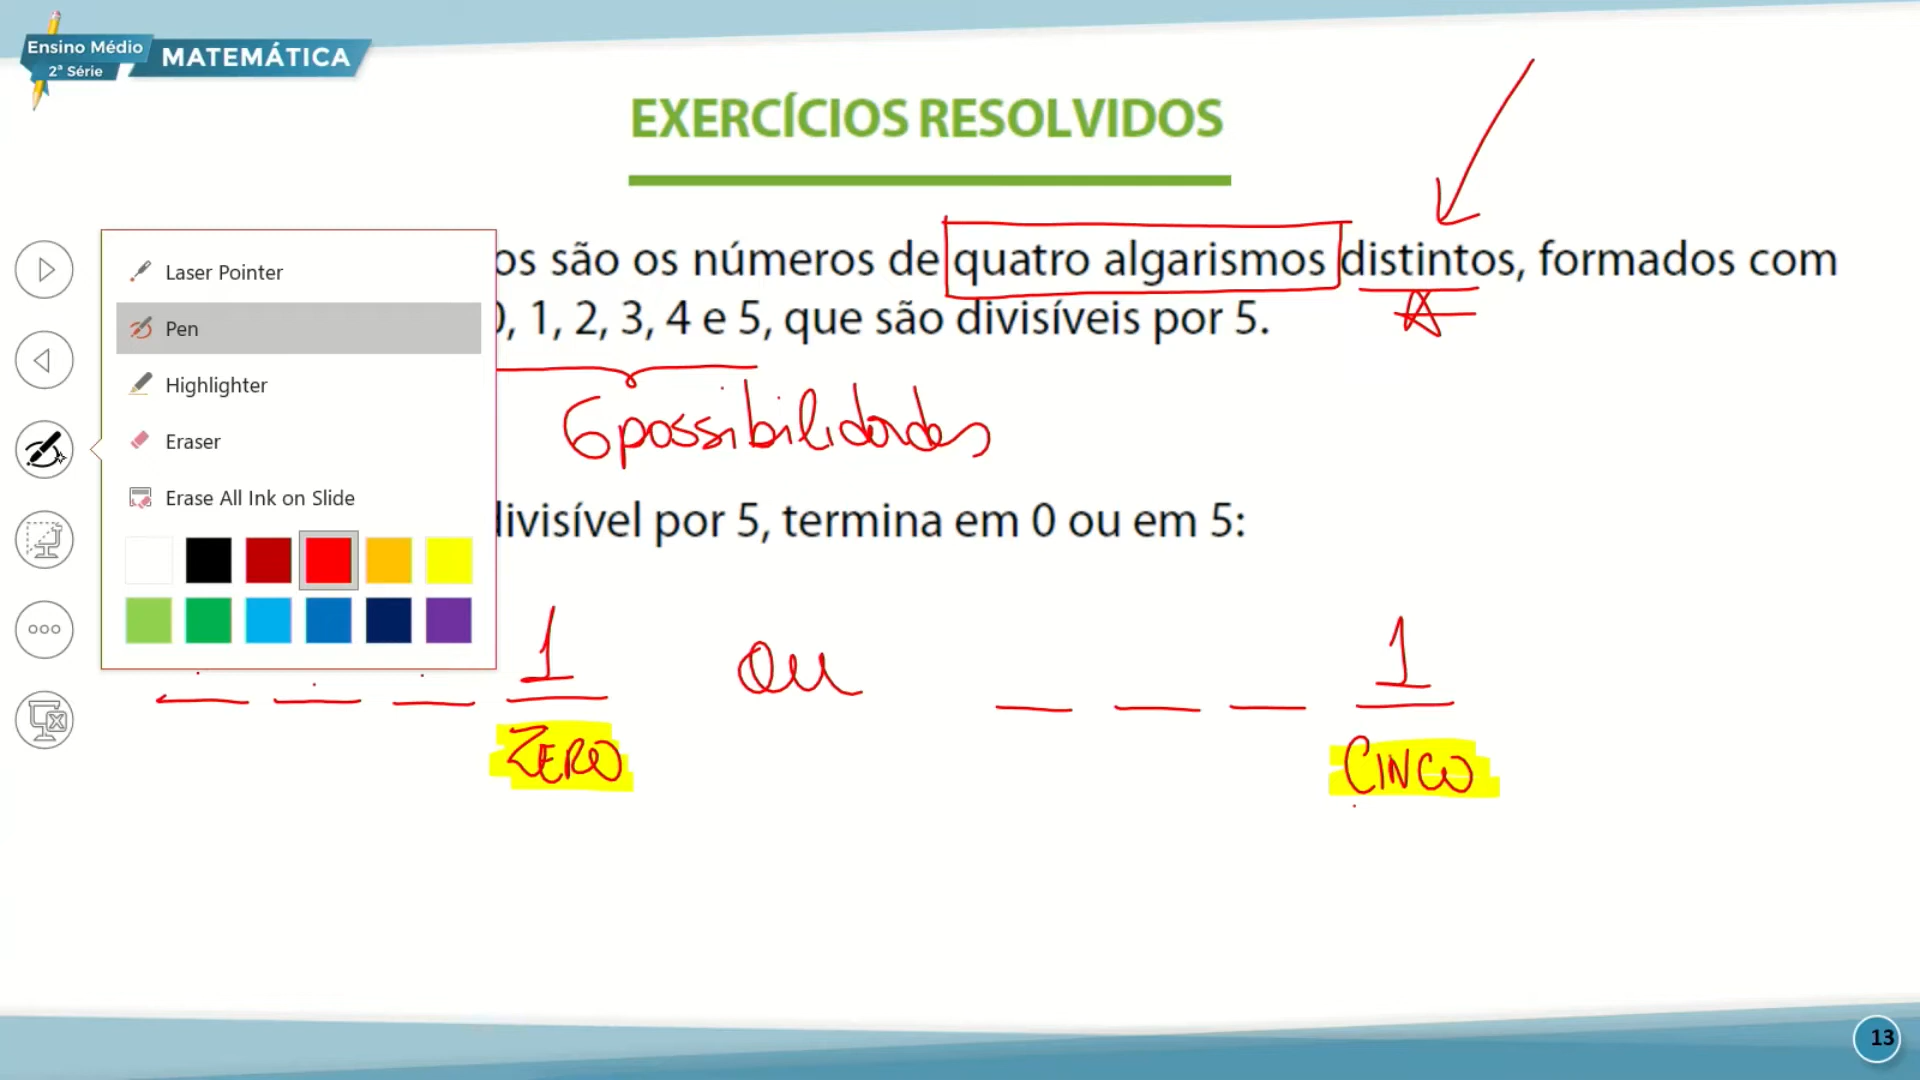 Ensino Médio
2ª Série
MATEMÁTICA
EXERCÍCIOS RESOLVIDOS
os são os números de quatro algarismos distintos, formados com
0, 1, 2, 3, 4 e 5, que são divisíveis por 5.
6 possibilidades
divisível por 5, termina em 0 ou em 5:
1 ou 1
ZERO CINCO
Laser Pointer
Pen
Highlighter
Eraser
Erase All Ink on Slide
13